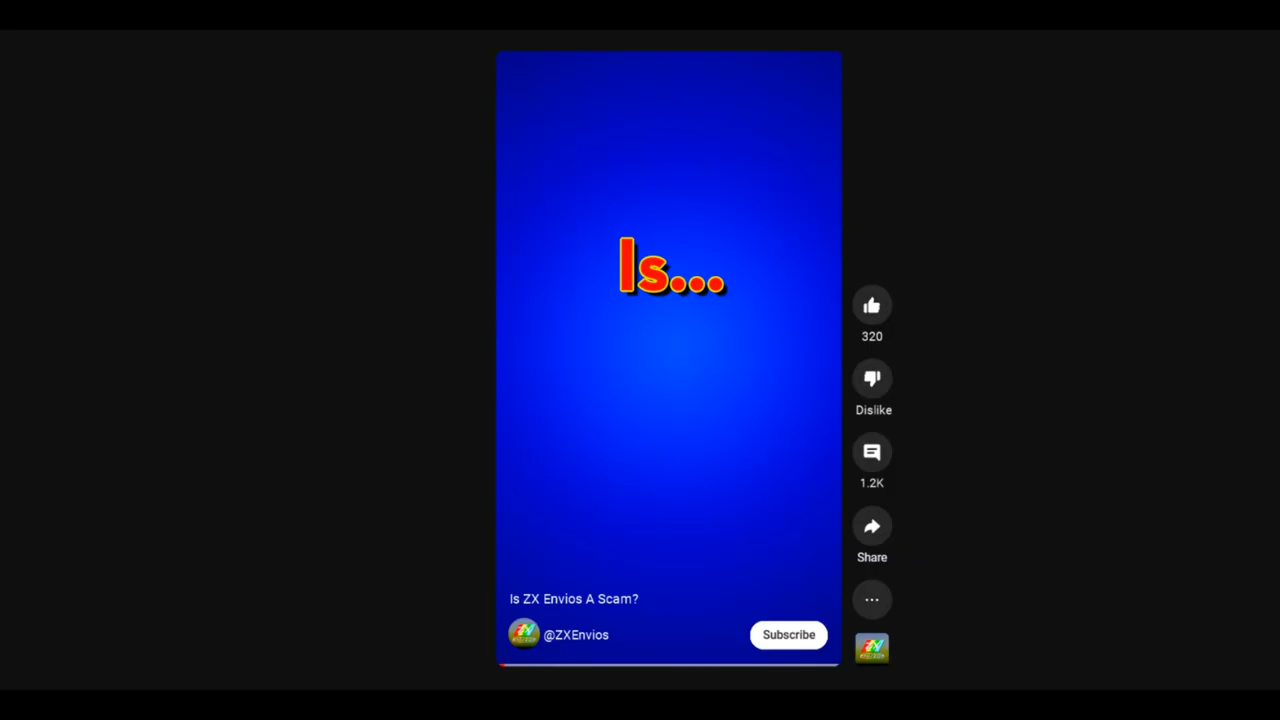 Is...
320
Dislike
1.2K
Share
Is ZX Envios A Scam?
@ZXEnvios
Subscribe